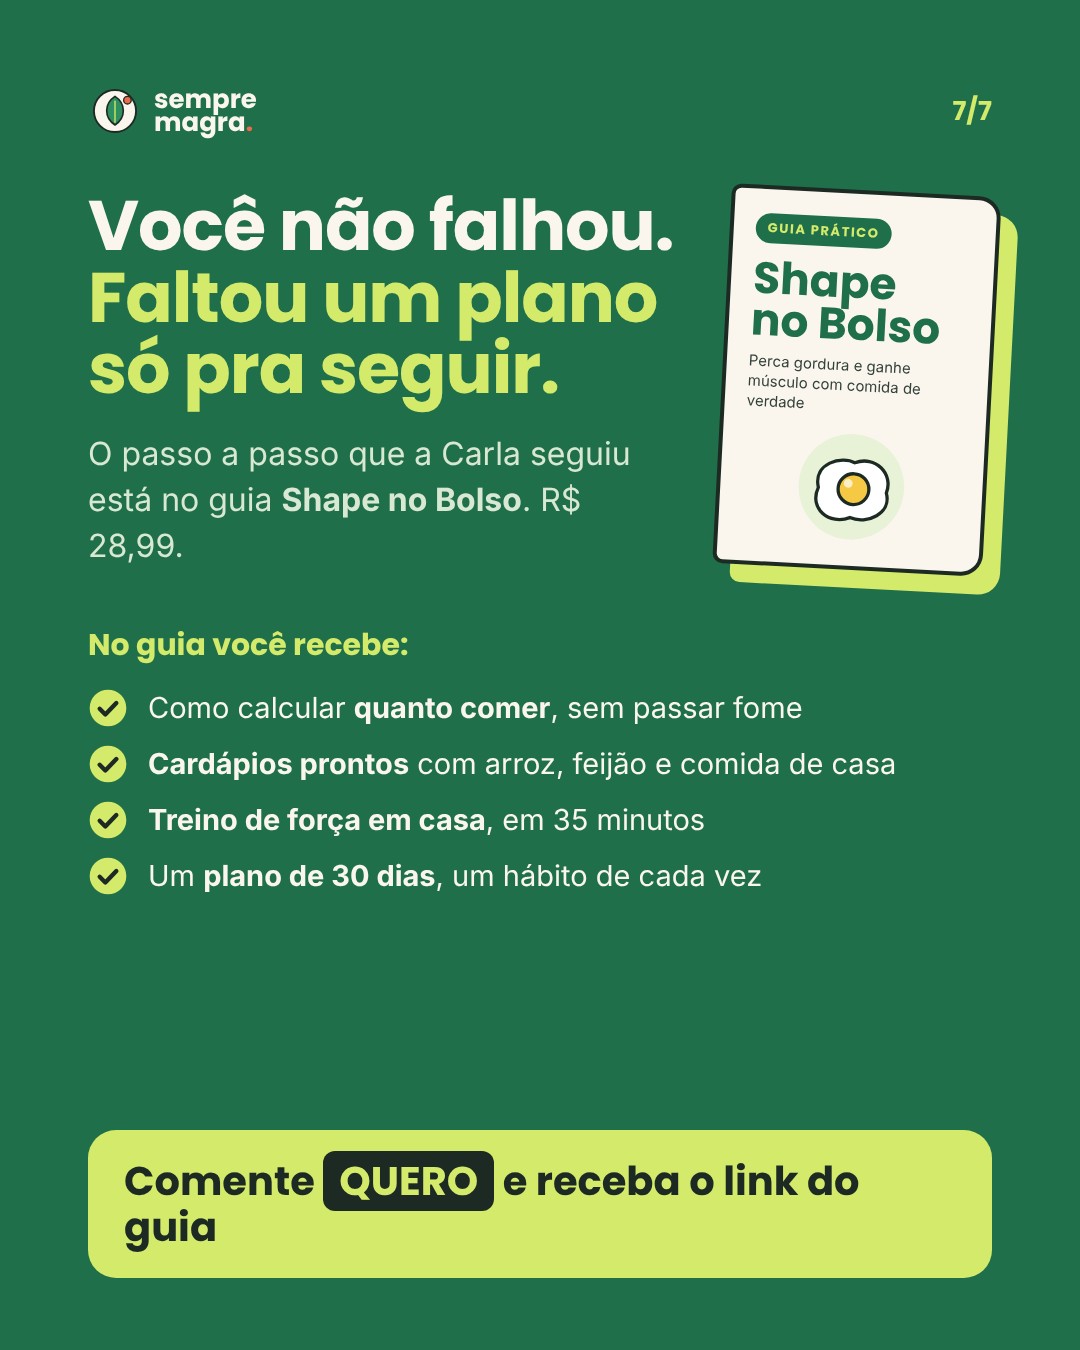 sempre
magra.
7/7
Você não falhou.
Faltou um plano
só pra seguir.
O passo a passo que a Carla seguiu
está no guia Shape no Bolso. R$
28,99.
GUIA PRÁTICO
Shape
no Bolso
Perca gordura e ganhe
músculo com comida de
verdade
No guia você recebe:
Como calcular quanto comer, sem passar fome
Cardápios prontos com arroz, feijão e comida de casa
Treino de força em casa, em 35 minutos
Um plano de 30 dias, um hábito de cada vez
Comente QUERO e receba o link do
guia